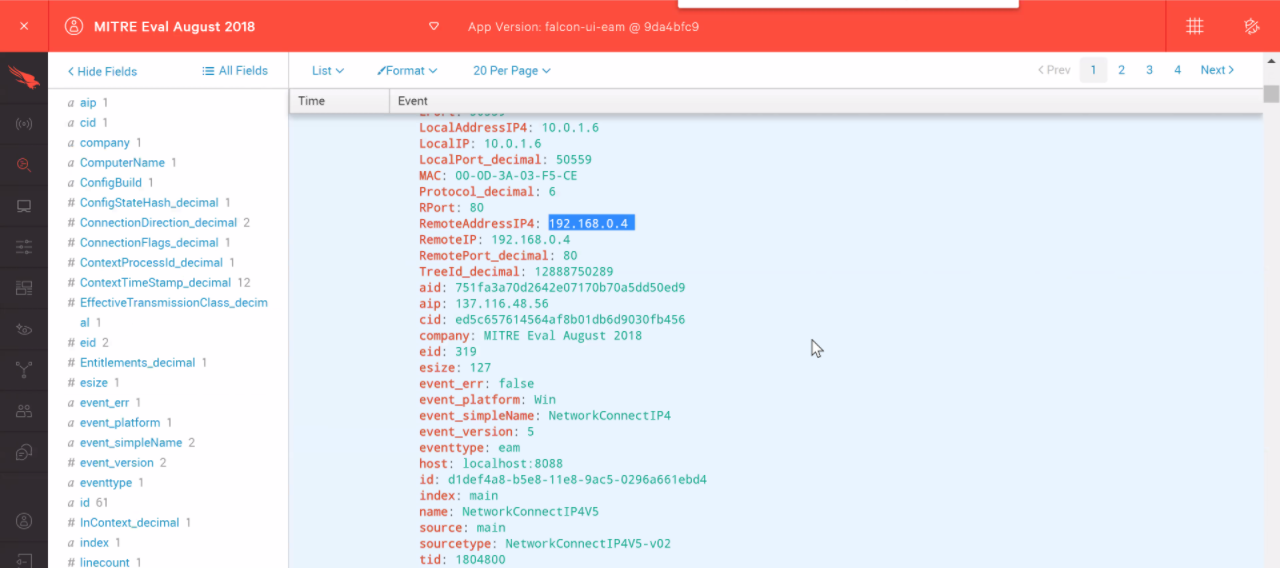 MITRE Eval August 2018
App Version: falcon-ui-eam @ 9da4bfc9
Hide Fields
All Fields
List
Format
20 Per Page
Prev
1
2
3
4
Next
Time
Event
a aip 1
a cid 1
a company 1
a ComputerName 1
a ConfigBuild 1
# ConfigStateHash_decimal 1
# ConnectionDirection_decimal 2
# ConnectionFlags_decimal 1
# ContextProcessId_decimal 1
# ContextTimeStamp_decimal 12
# EffectiveTransmissionClass_decim
al 1
# eid 2
# Entitlements_decimal 1
# esize 1
a event_err 1
a event_platform 1
a event_simpleName 2
# event_version 2
a eventtype 1
a id 61
# InContext_decimal 1
a index 1
# linecount 1
LocalAddressIP4: 10.0.1.6
LocalIP: 10.0.1.6
LocalPort_decimal: 50559
MAC: 00-0D-3A-03-F5-CE
Protocol_decimal: 6
RPort: 80
RemoteAddressIP4: 192.168.0.4
RemoteIP: 192.168.0.4
RemotePort_decimal: 80
TreeId_decimal: 12888750289
aid: 751fa3a70d2642e07170b70a5dd50ed9
aip: 137.116.48.56
cid: ed5c657614564af8b01db6d9030fb456
company: MITRE Eval August 2018
eid: 319
esize: 127
event_err: false
event_platform: Win
event_simpleName: NetworkConnectIP4
event_version: 5
eventtype: eam
host: localhost:8088
id: d1def4a8-b5e8-11e8-9ac5-0296a661ebd4
index: main
name: NetworkConnectIP4V5
source: main
sourcetype: NetworkConnectIP4V5-v02
tid: 1804800